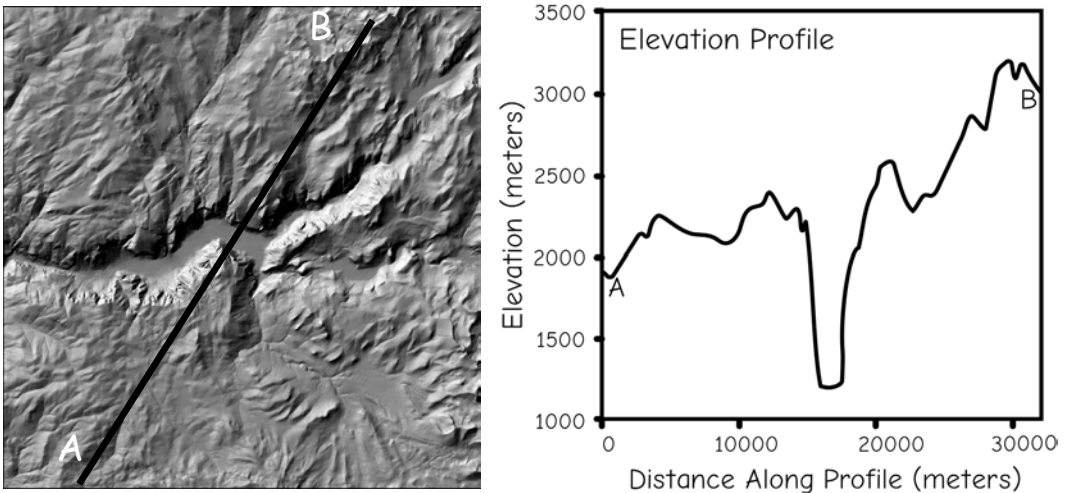 B
A
Elevation Profile
Elevation (meters)
3500
3000
2500
2000
1500
1000
A
B
0
10000
20000
30000
Distance Along Profile (meters)